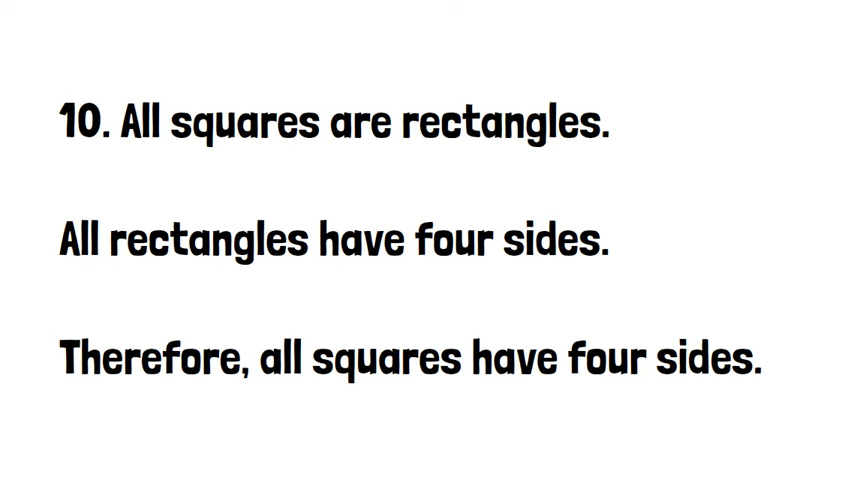 10. All squares are rectangles.
All rectangles have four sides.
Therefore, all squares have four sides.